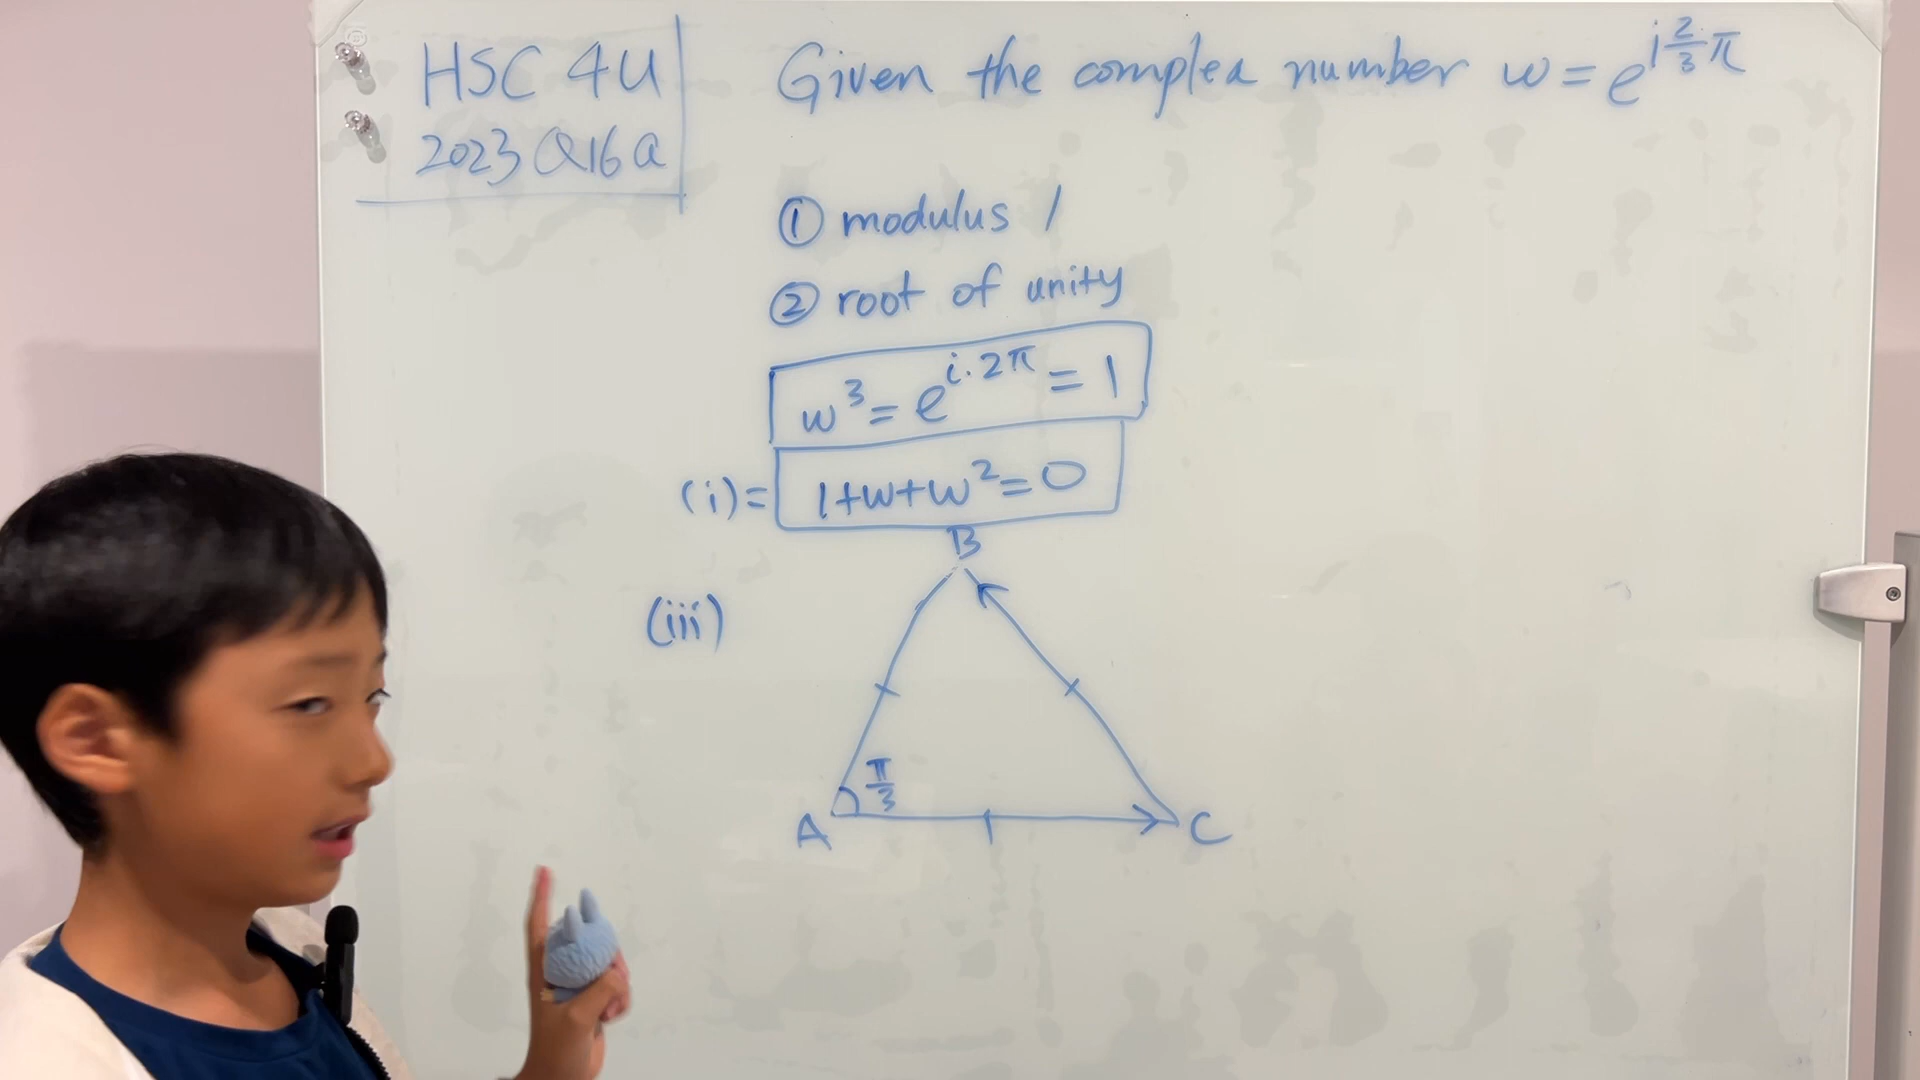 HSC 4U
2023 Q16 a
Given the complex number w = e^{i\frac{2}{3}π}
① modulus 1
② root of unity
w³ = e^{i.2π} = 1
(i) = 1+w+w²=0
(iii)
B
π/3
A
C